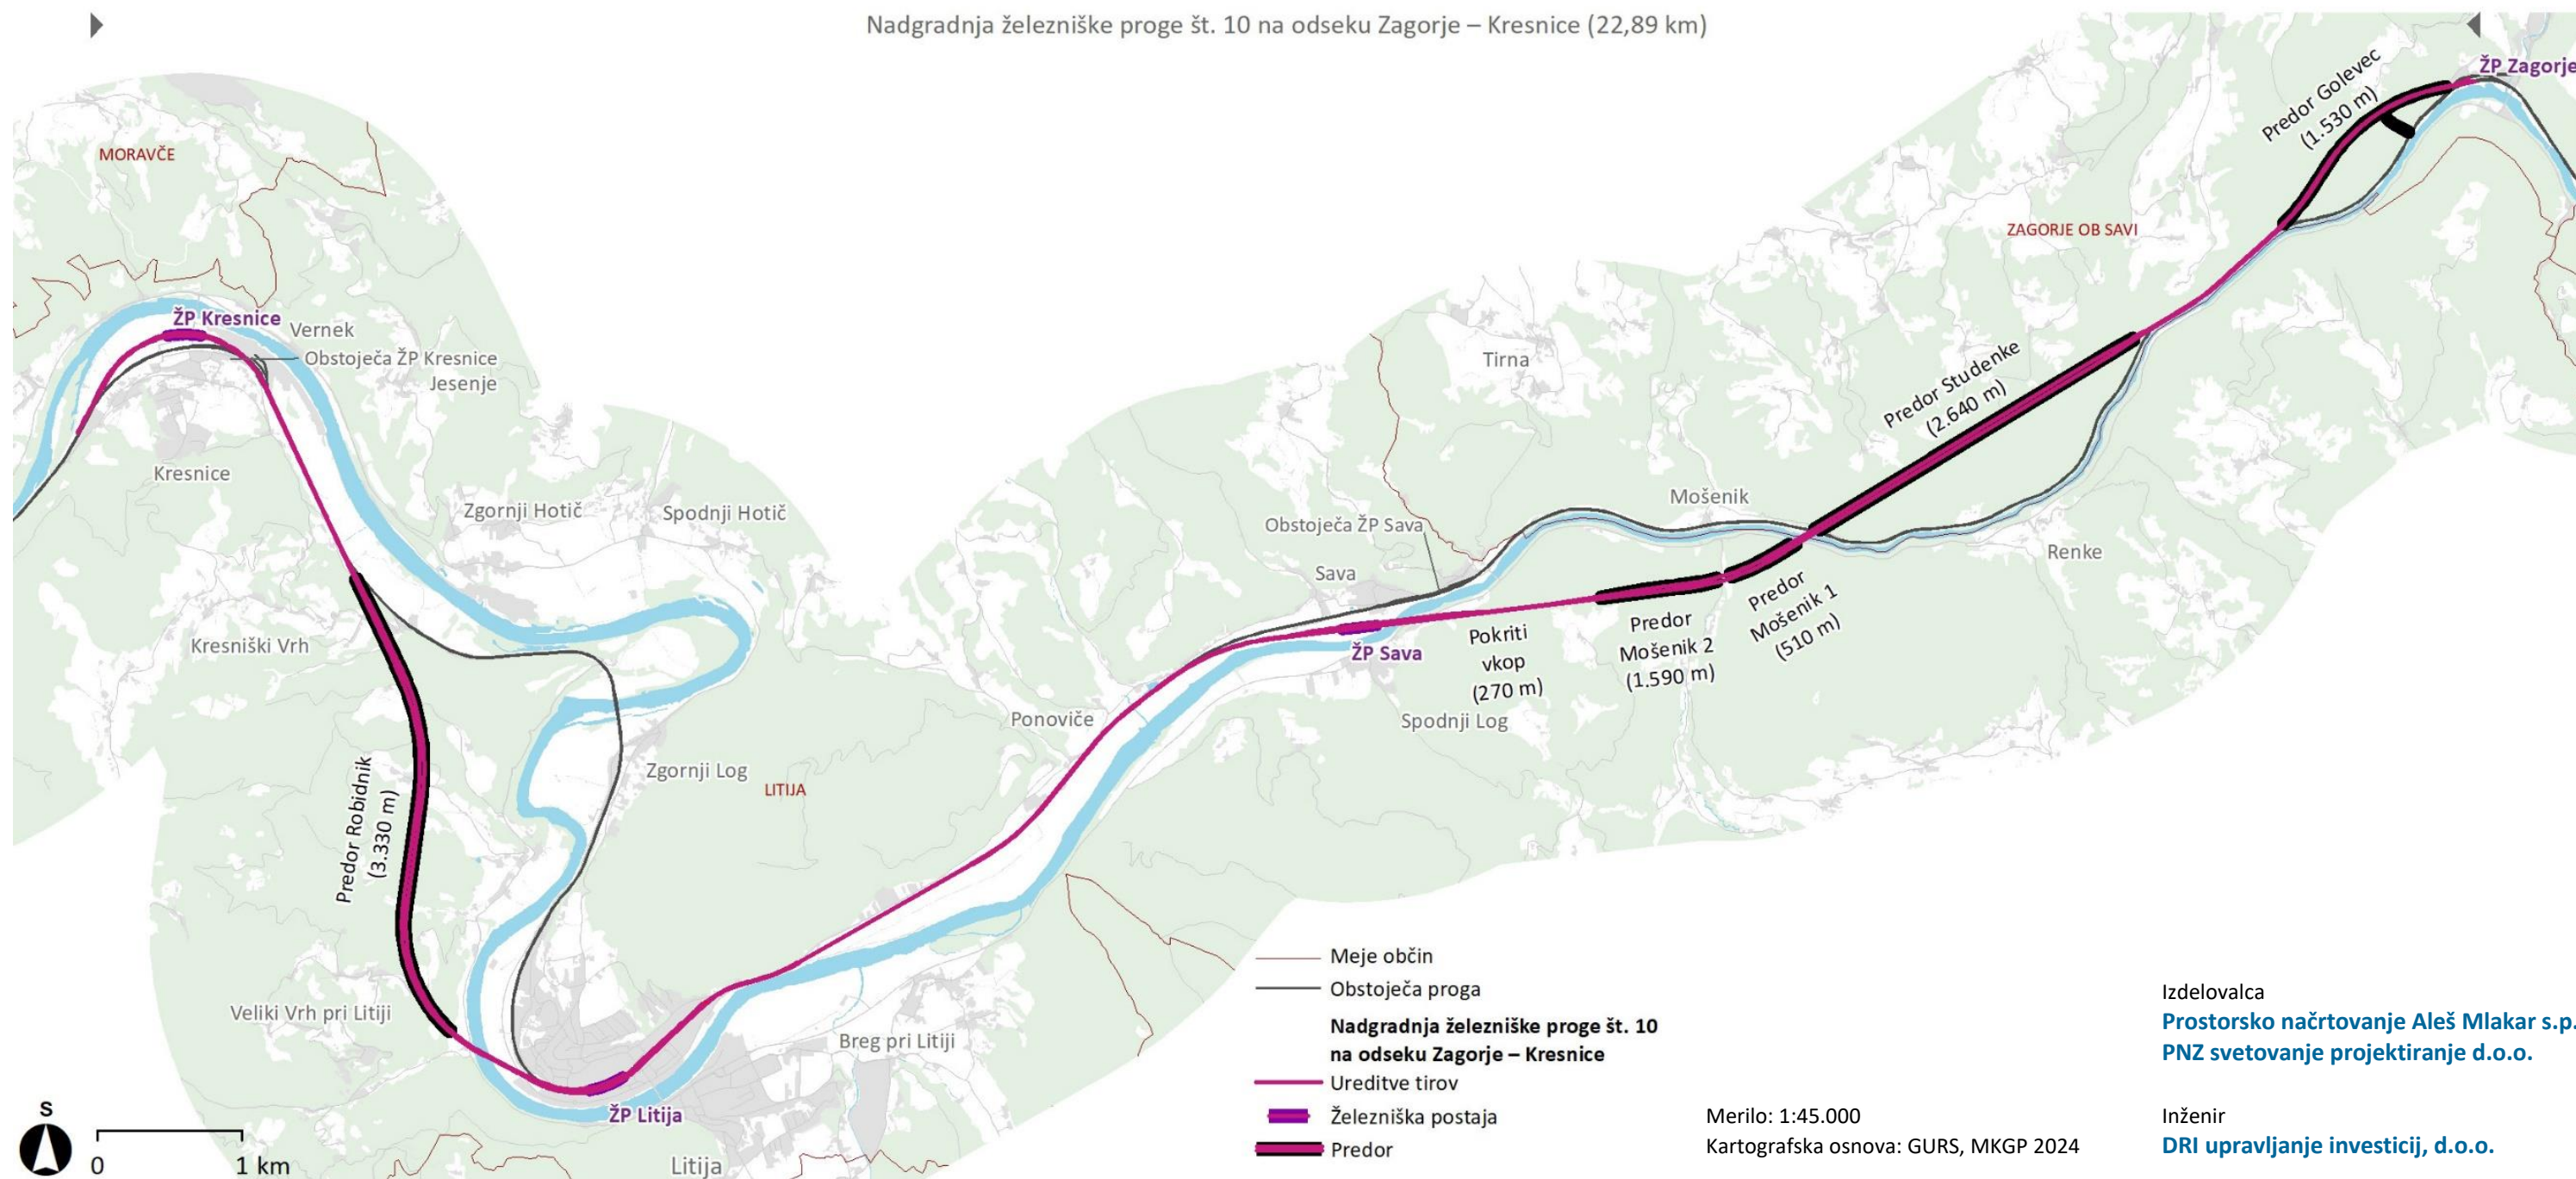 Nadgradnja železniške proge št. 10 na odseku Zagorje – Kresnice (22,89 km)
ŽP Zagorje
Predor Golevec
(1.530 m)
MORAVČE
ZAGORJE OB SAVI
ŽP Kresnice
Vernek
Obstoječa ŽP Kresnice
Jesenje
Tirna
Predor Studenke
(2.640 m)
Kresnice
Zgornji Hotič
Spodnji Hotič
Mošenik
Obstoječa ŽP Sava
Renke
Sava
Kresniški Vrh
ŽP Sava
Pokriti
vkop
(270 m)
Predor
Mošenik 2
(1.590 m)
Predor
Mošenik 1
(510 m)
Ponoviče
Spodnji Log
Zgornji Log
LITIJA
Predor Robidnik
(3.330 m)
Veliki Vrh pri Litiji
Breg pri Litiji
ŽP Litija
Litija
S
0 1 km
Meje občin
Obstoječa proga
Nadgradnja železniške proge št. 10
na odseku Zagorje – Kresnice
Ureditve tirov
Železniška postaja
Predor
Merilo: 1:45.000
Kartografska osnova: GURS, MKGP 2024
Izdelovalca
Prostorsko načrtovanje Aleš Mlakar s.p.
PNZ svetovanje projektiranje d.o.o.
Inženir
DRI upravljanje investicij, d.o.o.